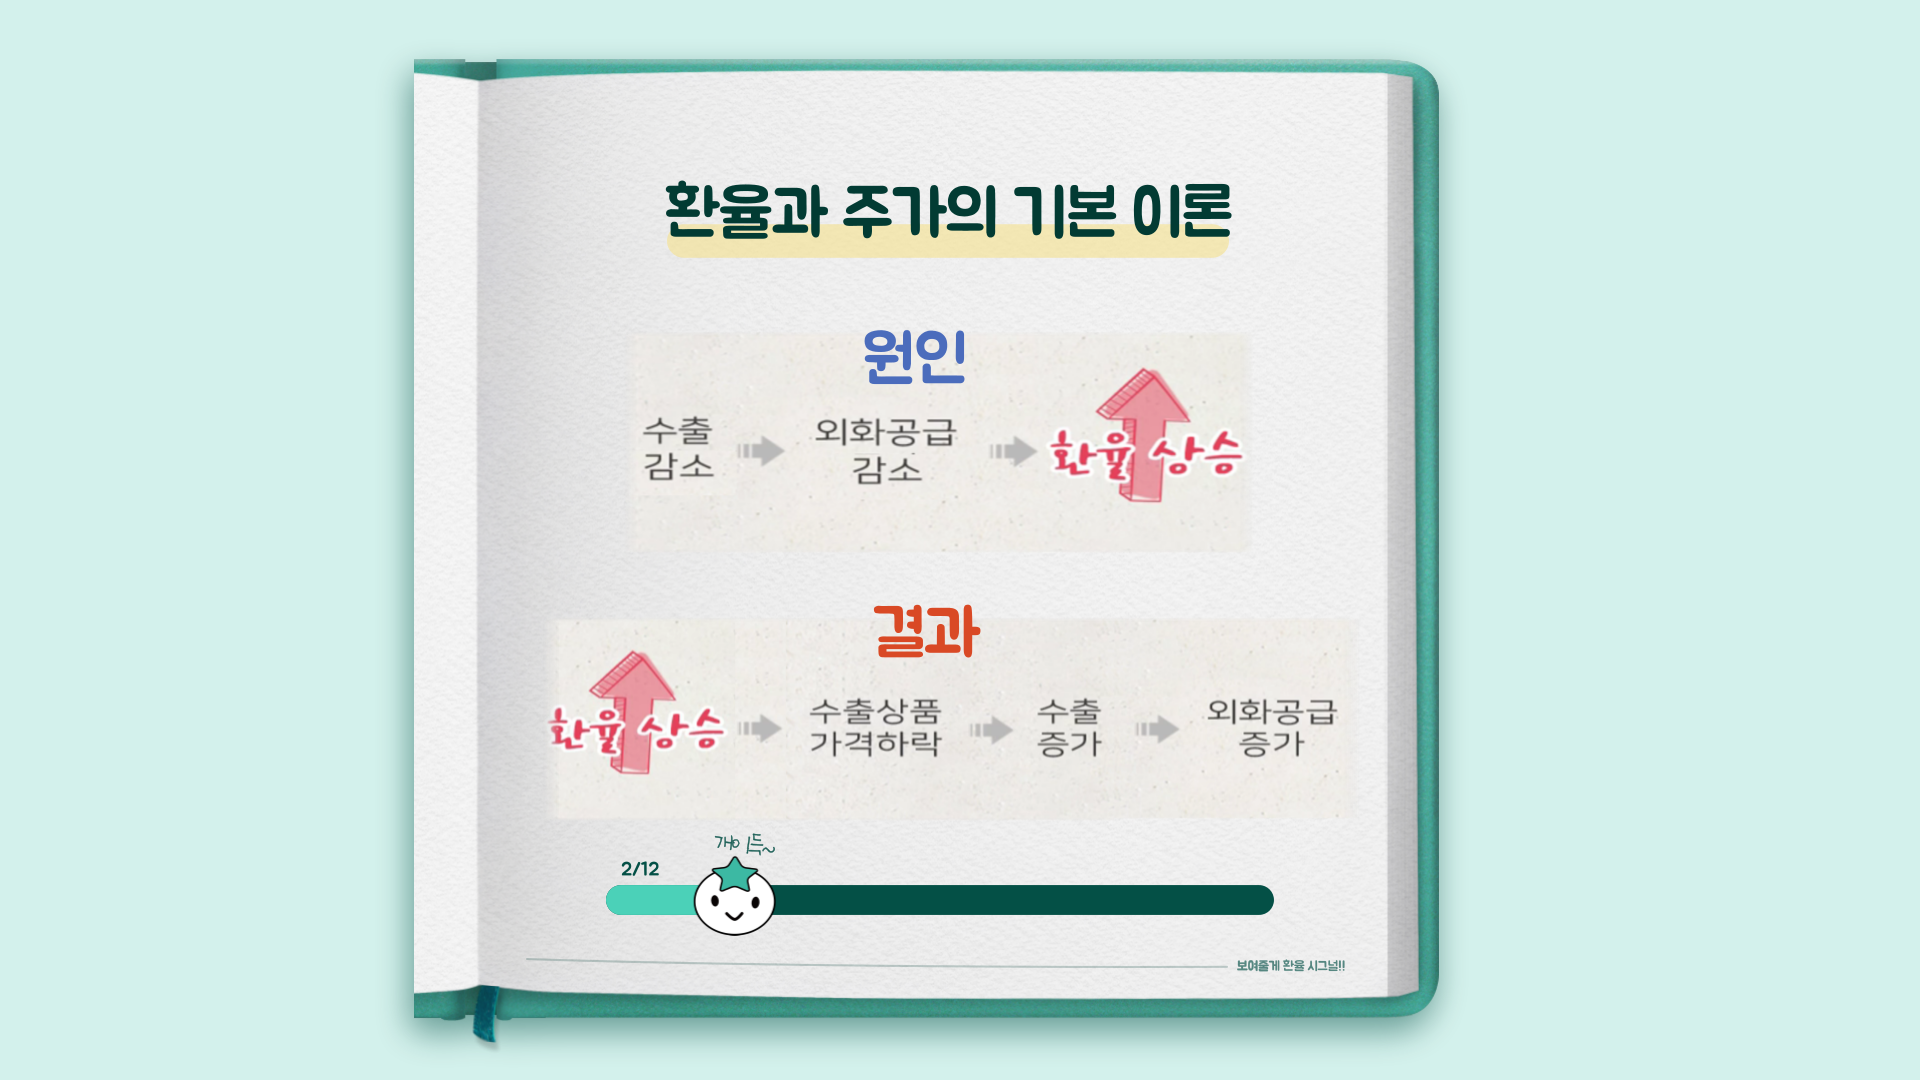 환율과 주가의 기본 이론
원인
수출
감소
외화공급
감소
환율 상승
결과
환율 상승
수출상품
가격하락
수출
증가
외화공급
증가
개이득~
2/12
보여줄게 환율 시그널!!